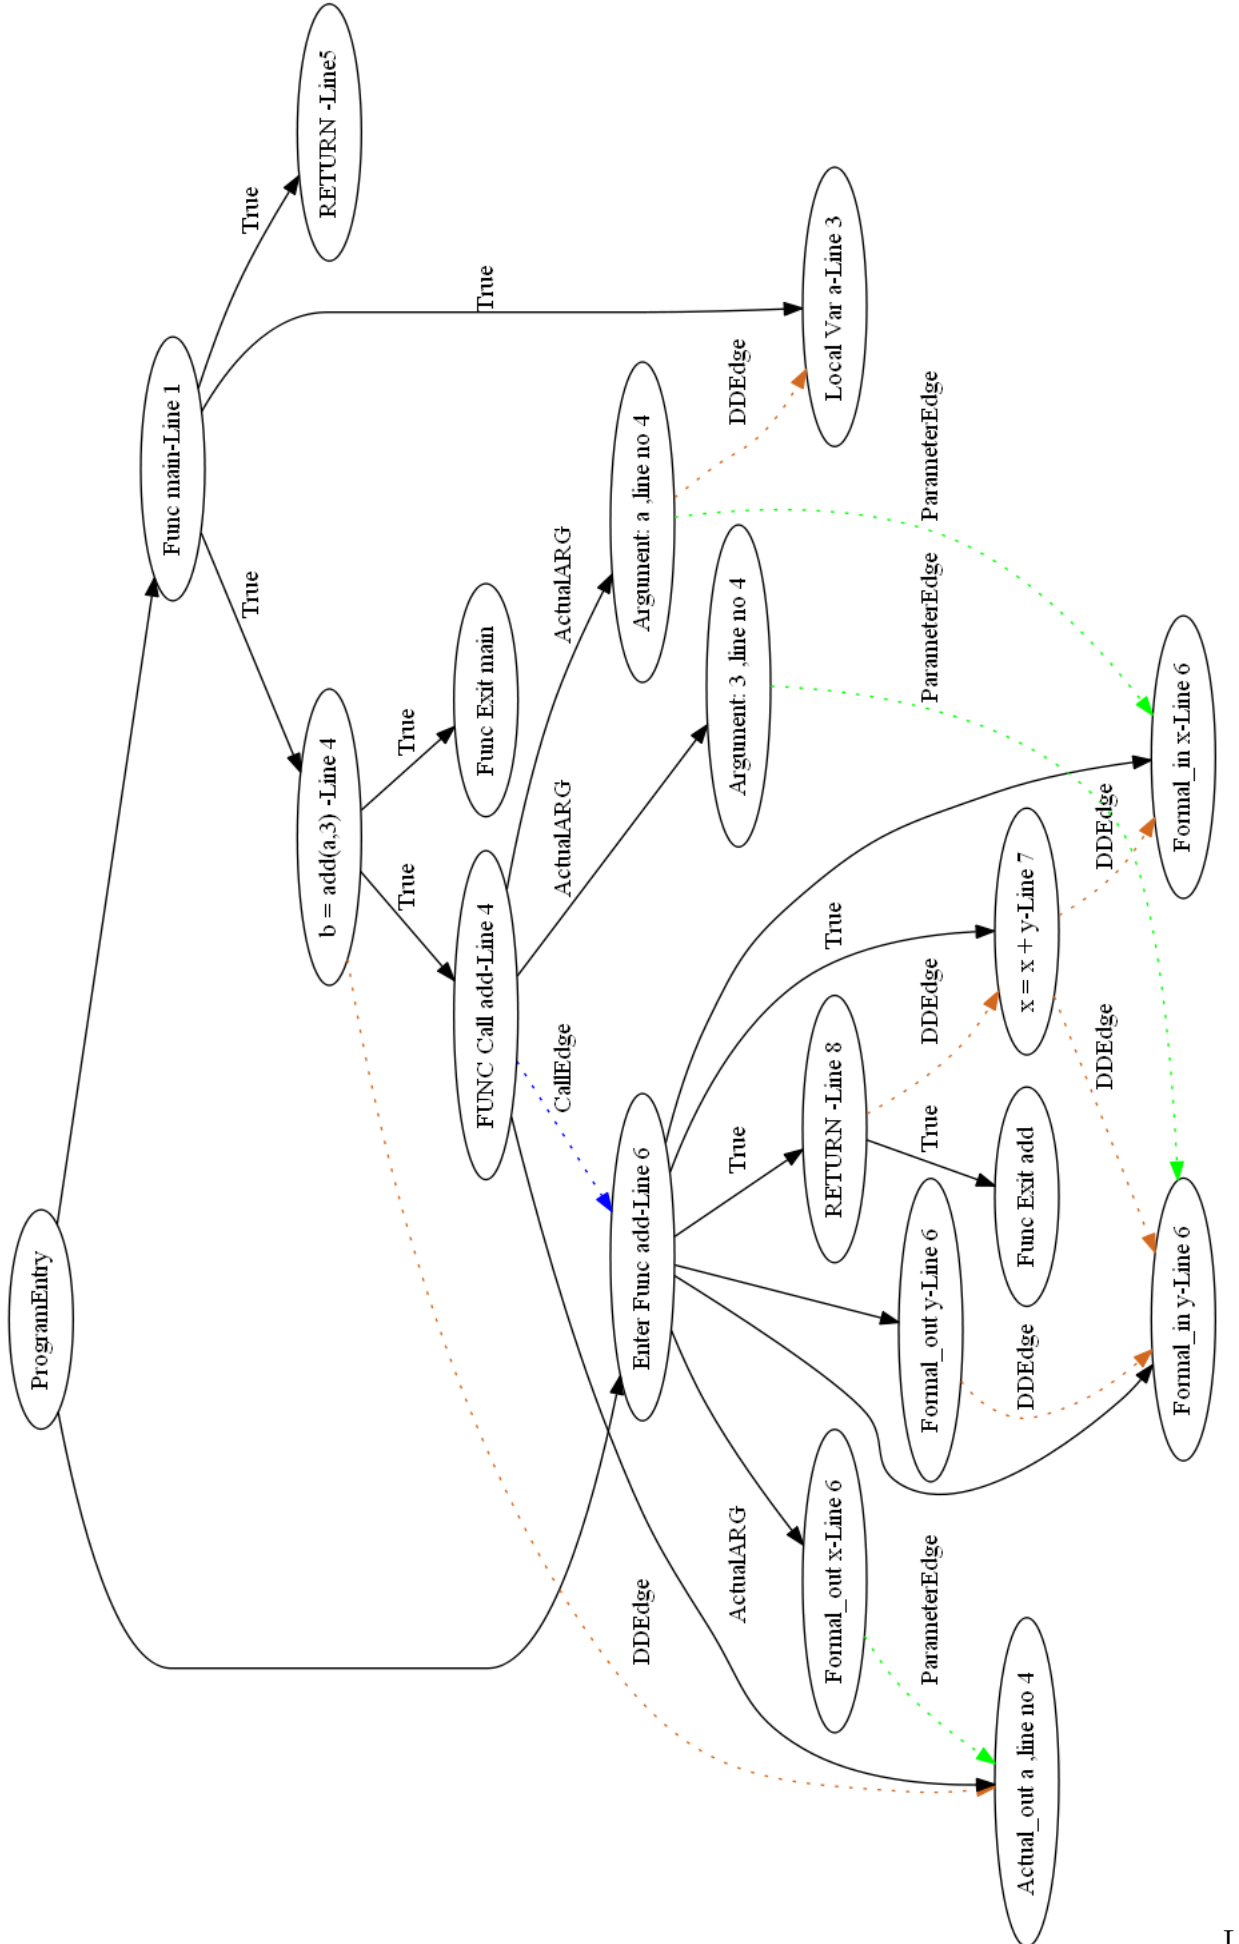 ProgramEntry
Func main-Line 1
True
True
RETURN -Line5
b = add(a,3) -Line 4
True
True
True
FUNC Call add-Line 4
Func Exit main
CallEdge
ActualARG
ActualARG
DDEdge
Enter Func add-Line 6
Argument: a ,line no 4
ActualARG
True
Argument: 3 ,line no 4
DDEdge
Formal_out x-Line 6
RETURN -Line 8
True
Local Var a-Line 3
ParameterEdge
Formal_out y-Line 6
True
DDEdge
ParameterEdge
ParameterEdge
Actual_out a ,line no 4
DDEdge
Func Exit add
x = x + y-Line 7
DDEdge
DDEdge
Formal_in y-Line 6
Formal_in x-Line 6